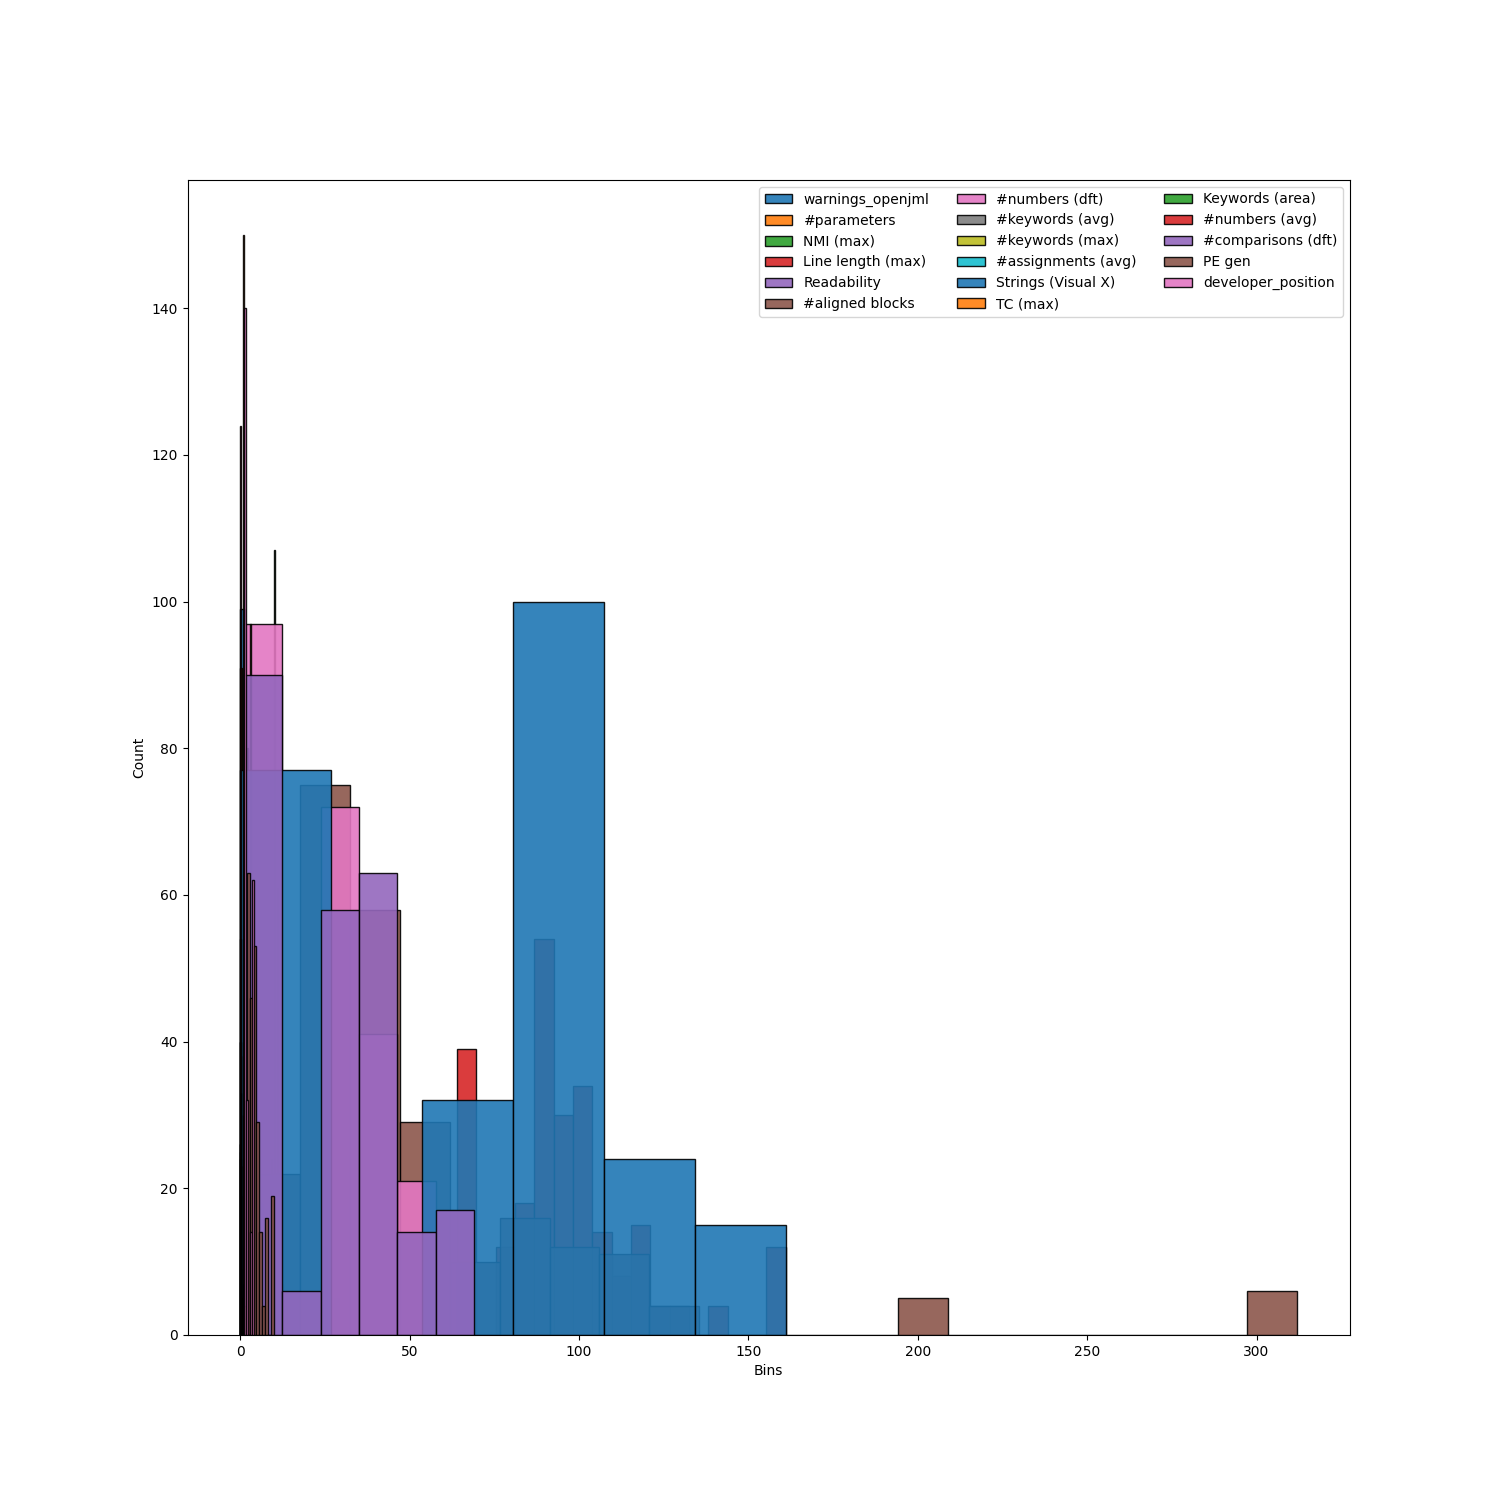 warnings_openjml
#parameters
NMI (max)
Line length (max)
Readability
#aligned blocks
#numbers (dft)
#keywords (avg)
#keywords (max)
#assignments (avg)
Strings (Visual X)
TC (max)
Keywords (area)
#numbers (avg)
#comparisons (dft)
PE gen
developer_position
140
120
100
80
60
40
20
0
Count
0 50 100 150 200 250 300
Bins